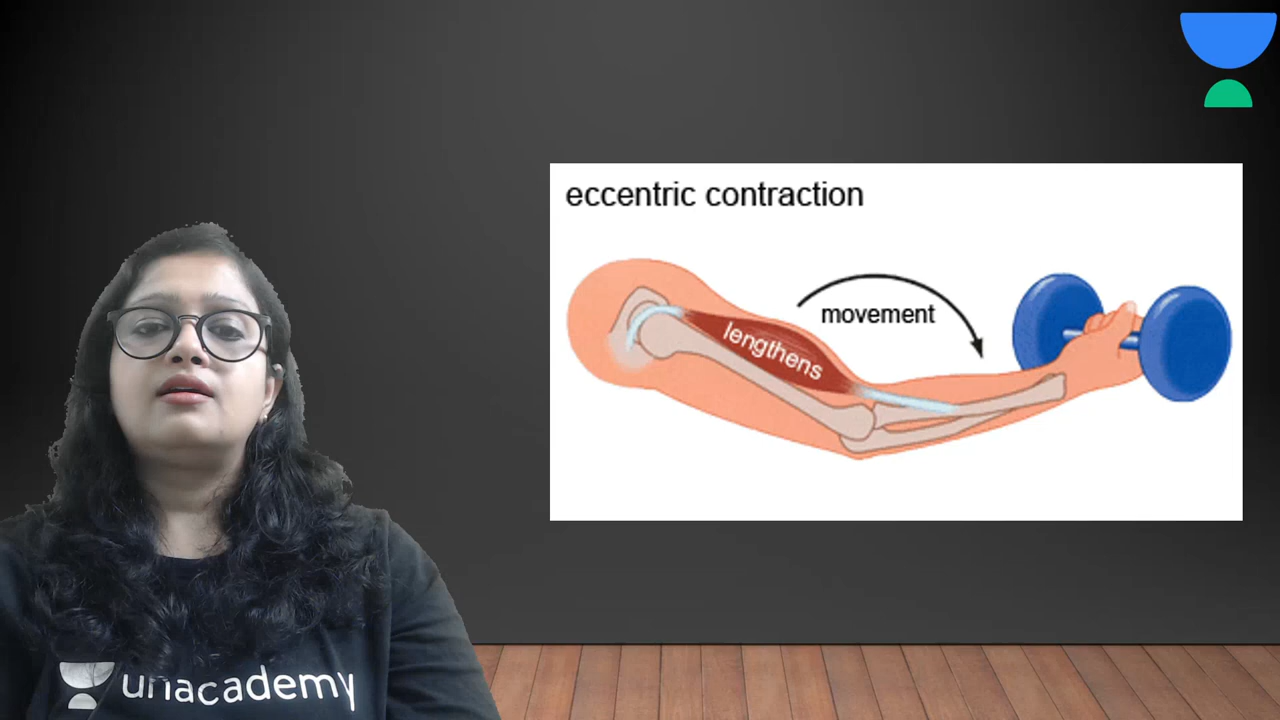 eccentric contraction
movement
lengthens
unacademy